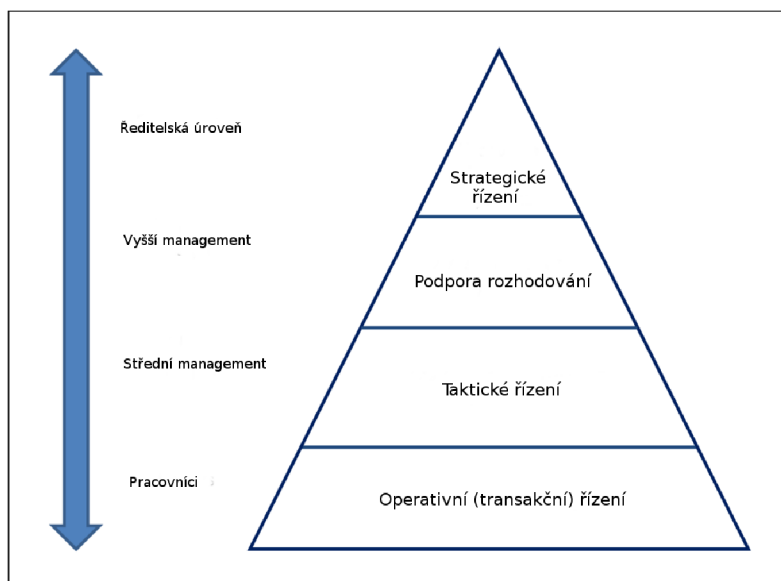 Ředitelská úroveň
Strategické
řízení
Vyšší management
Podpora rozhodování
Střední management
Taktické řízení
Pracovníci
Operativní (transakční) řízení